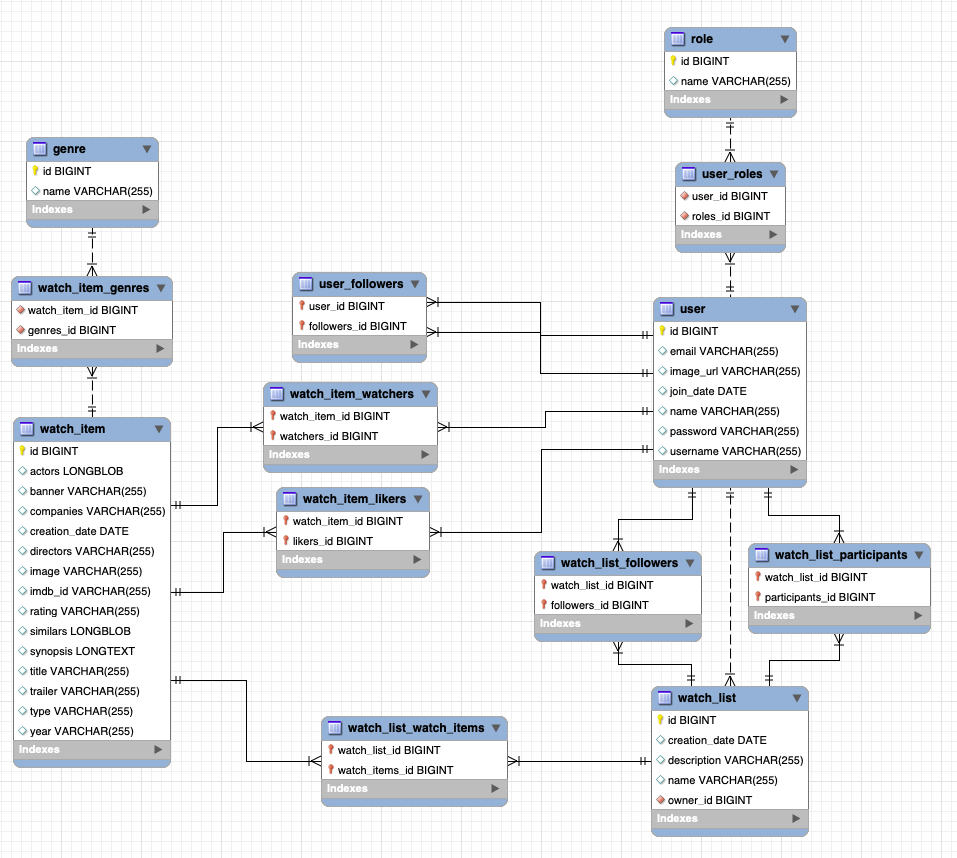 role
id BIGINT
name VARCHAR(255)
Indexes
genre
id BIGINT
name VARCHAR(255)
Indexes
user_roles
user_id BIGINT
roles_id BIGINT
Indexes
watch_item_genres
watch_item_id BIGINT
genres_id BIGINT
Indexes
user_followers
user_id BIGINT
followers_id BIGINT
Indexes
user
id BIGINT
email VARCHAR(255)
image_url VARCHAR(255)
join_date DATE
name VARCHAR(255)
password VARCHAR(255)
username VARCHAR(255)
Indexes
watch_item_watchers
watch_item_id BIGINT
watchers_id BIGINT
Indexes
watch_item
id BIGINT
actors LONGBLOB
banner VARCHAR(255)
companies VARCHAR(255)
creation_date DATE
directors VARCHAR(255)
image VARCHAR(255)
imdb_id VARCHAR(255)
rating VARCHAR(255)
similars LONGBLOB
synopsis LONGTEXT
title VARCHAR(255)
trailer VARCHAR(255)
type VARCHAR(255)
year VARCHAR(255)
Indexes
watch_item_likers
watch_item_id BIGINT
likers_id BIGINT
Indexes
watch_list_followers
watch_list_id BIGINT
followers_id BIGINT
Indexes
watch_list_participants
watch_list_id BIGINT
participants_id BIGINT
Indexes
watch_list_watch_items
watch_list_id BIGINT
watch_items_id BIGINT
Indexes
watch_list
id BIGINT
creation_date DATE
description VARCHAR(255)
name VARCHAR(255)
owner_id BIGINT
Indexes